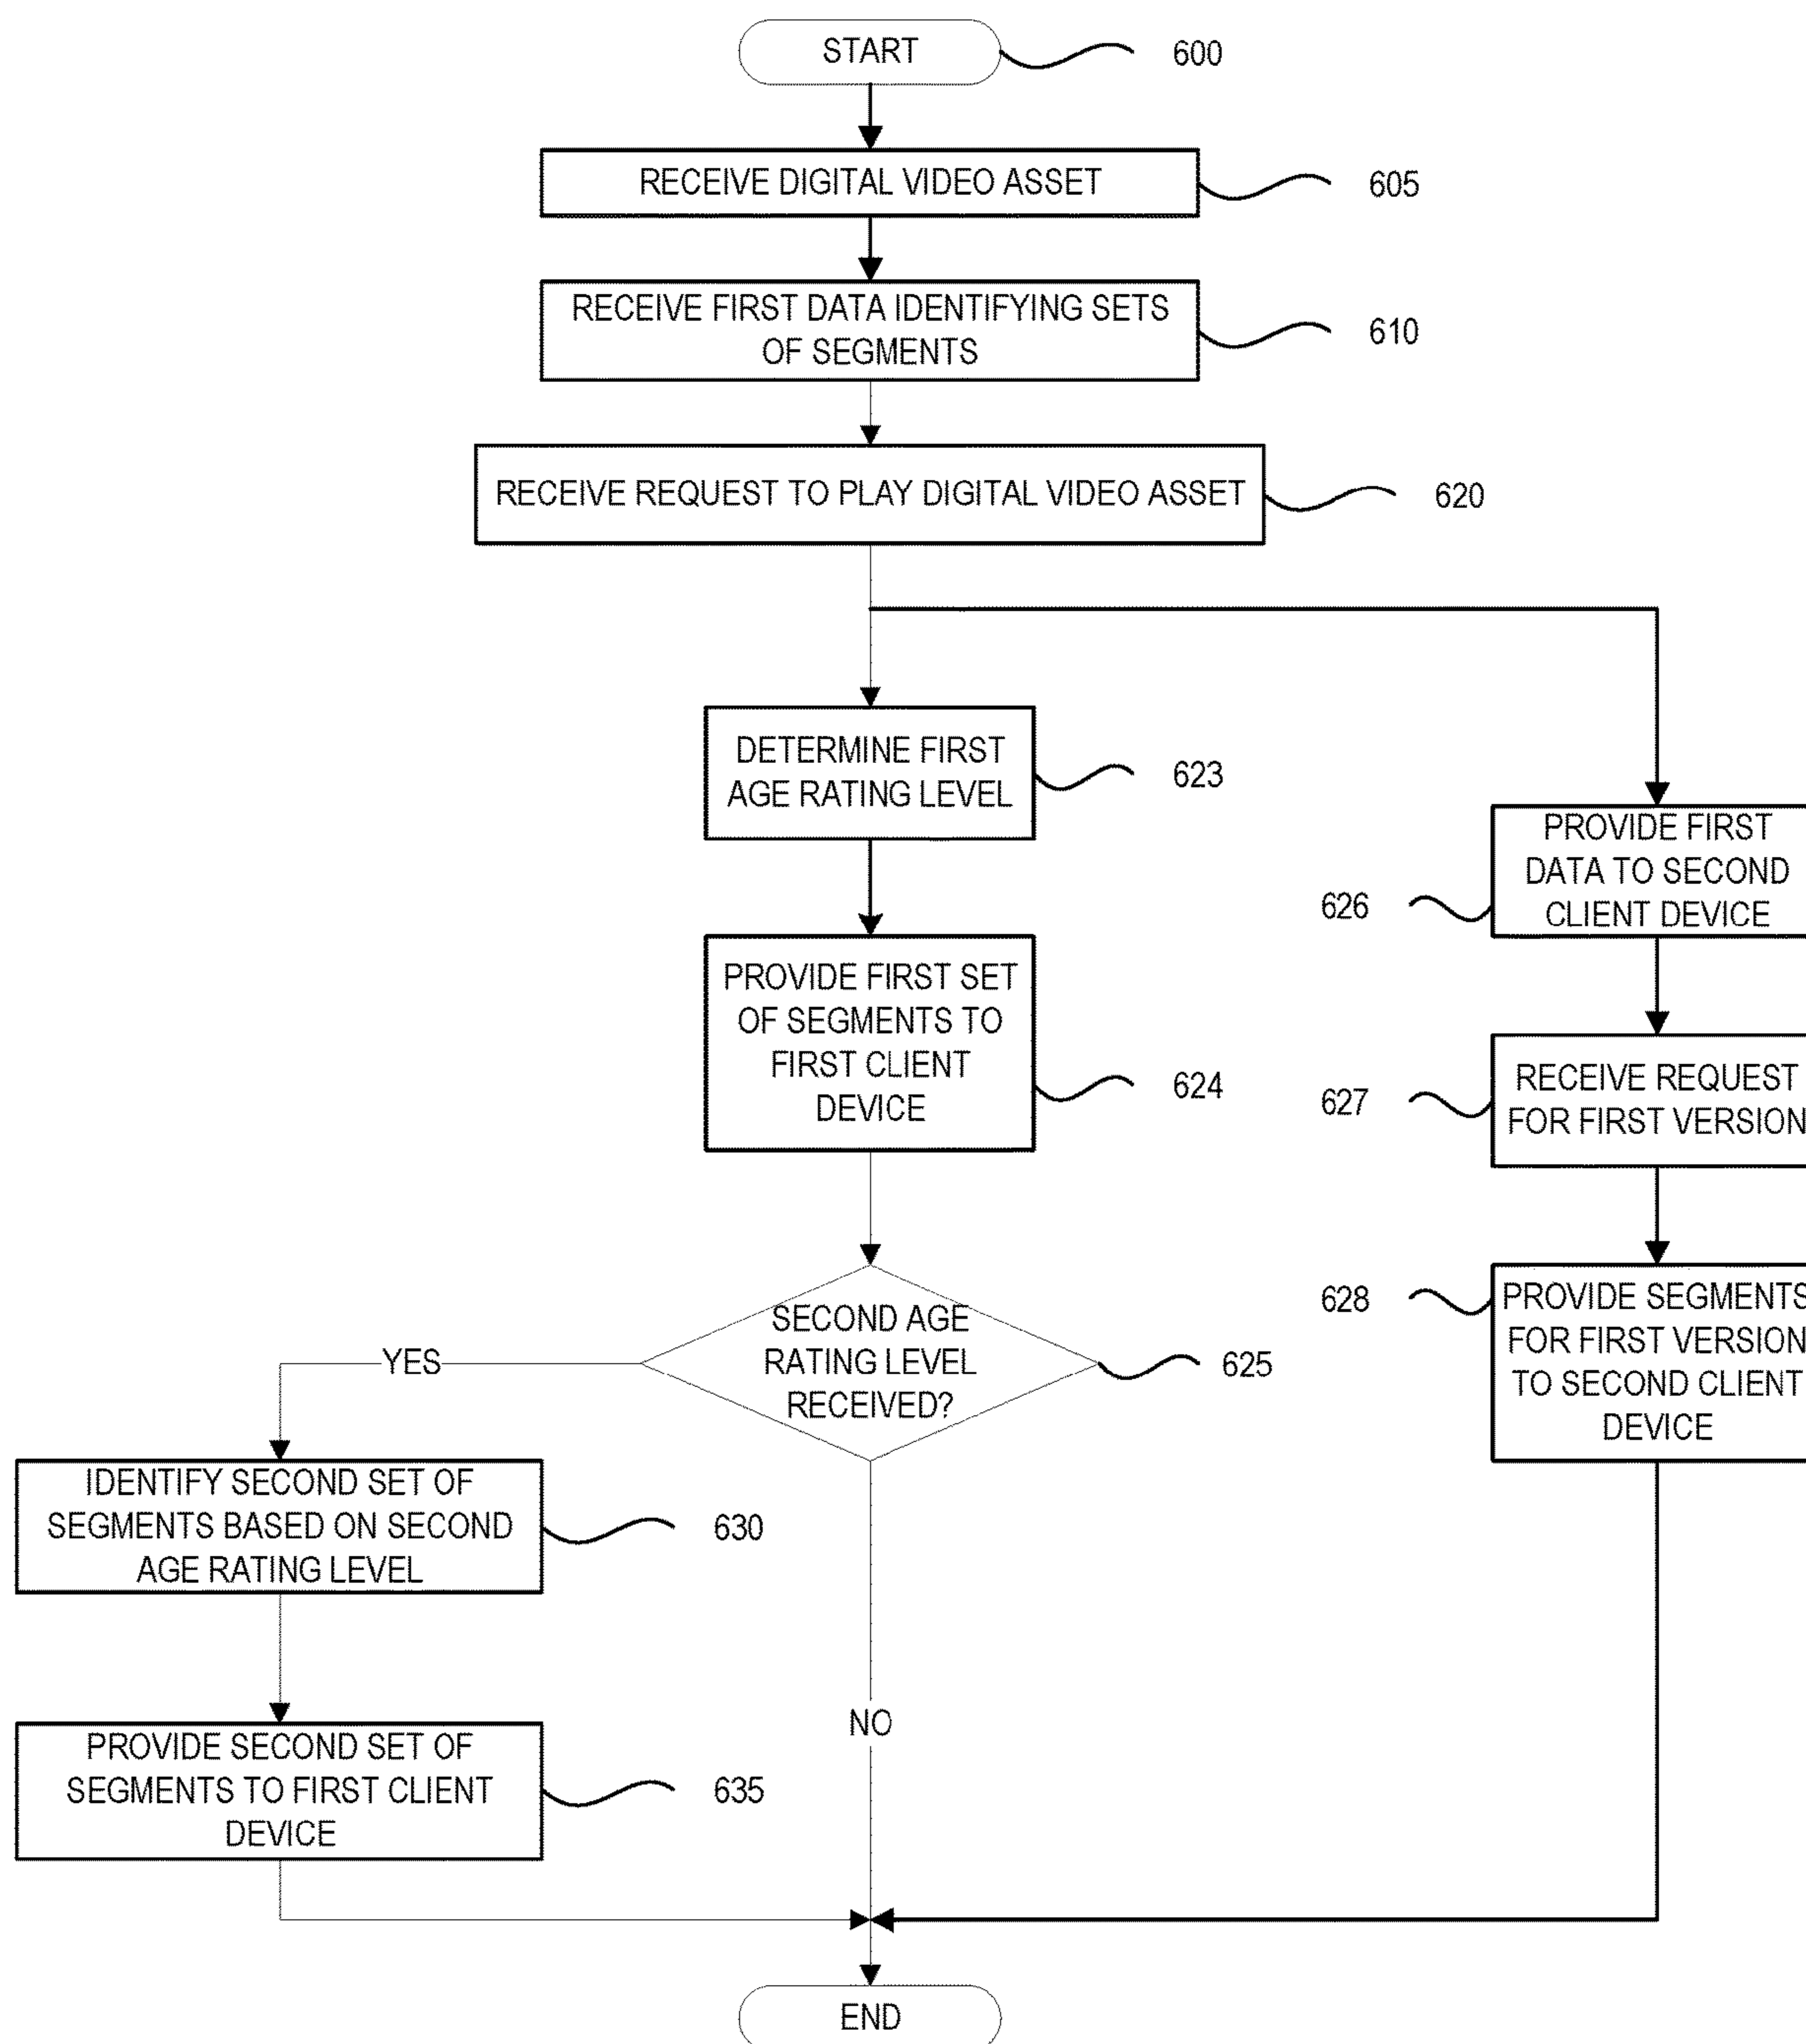 START
600
RECEIVE DIGITAL VIDEO ASSET
605
RECEIVE FIRST DATA IDENTIFYING SETS
OF SEGMENTS
610
RECEIVE REQUEST TO PLAY DIGITAL VIDEO ASSET
620
DETERMINE FIRST
AGE RATING LEVEL
623
PROVIDE FIRST SET
OF SEGMENTS TO
FIRST CLIENT
DEVICE
624
PROVIDE FIRST
DATA TO SECOND
CLIENT DEVICE
626
RECEIVE REQUEST
FOR FIRST VERSION
627
PROVIDE SEGMENTS
FOR FIRST VERSION
TO SECOND CLIENT
DEVICE
628
SECOND AGE
RATING LEVEL
RECEIVED?
625
YES
IDENTIFY SECOND SET OF
SEGMENTS BASED ON SECOND
AGE RATING LEVEL
630
PROVIDE SECOND SET OF
SEGMENTS TO FIRST CLIENT
DEVICE
635
NO
END